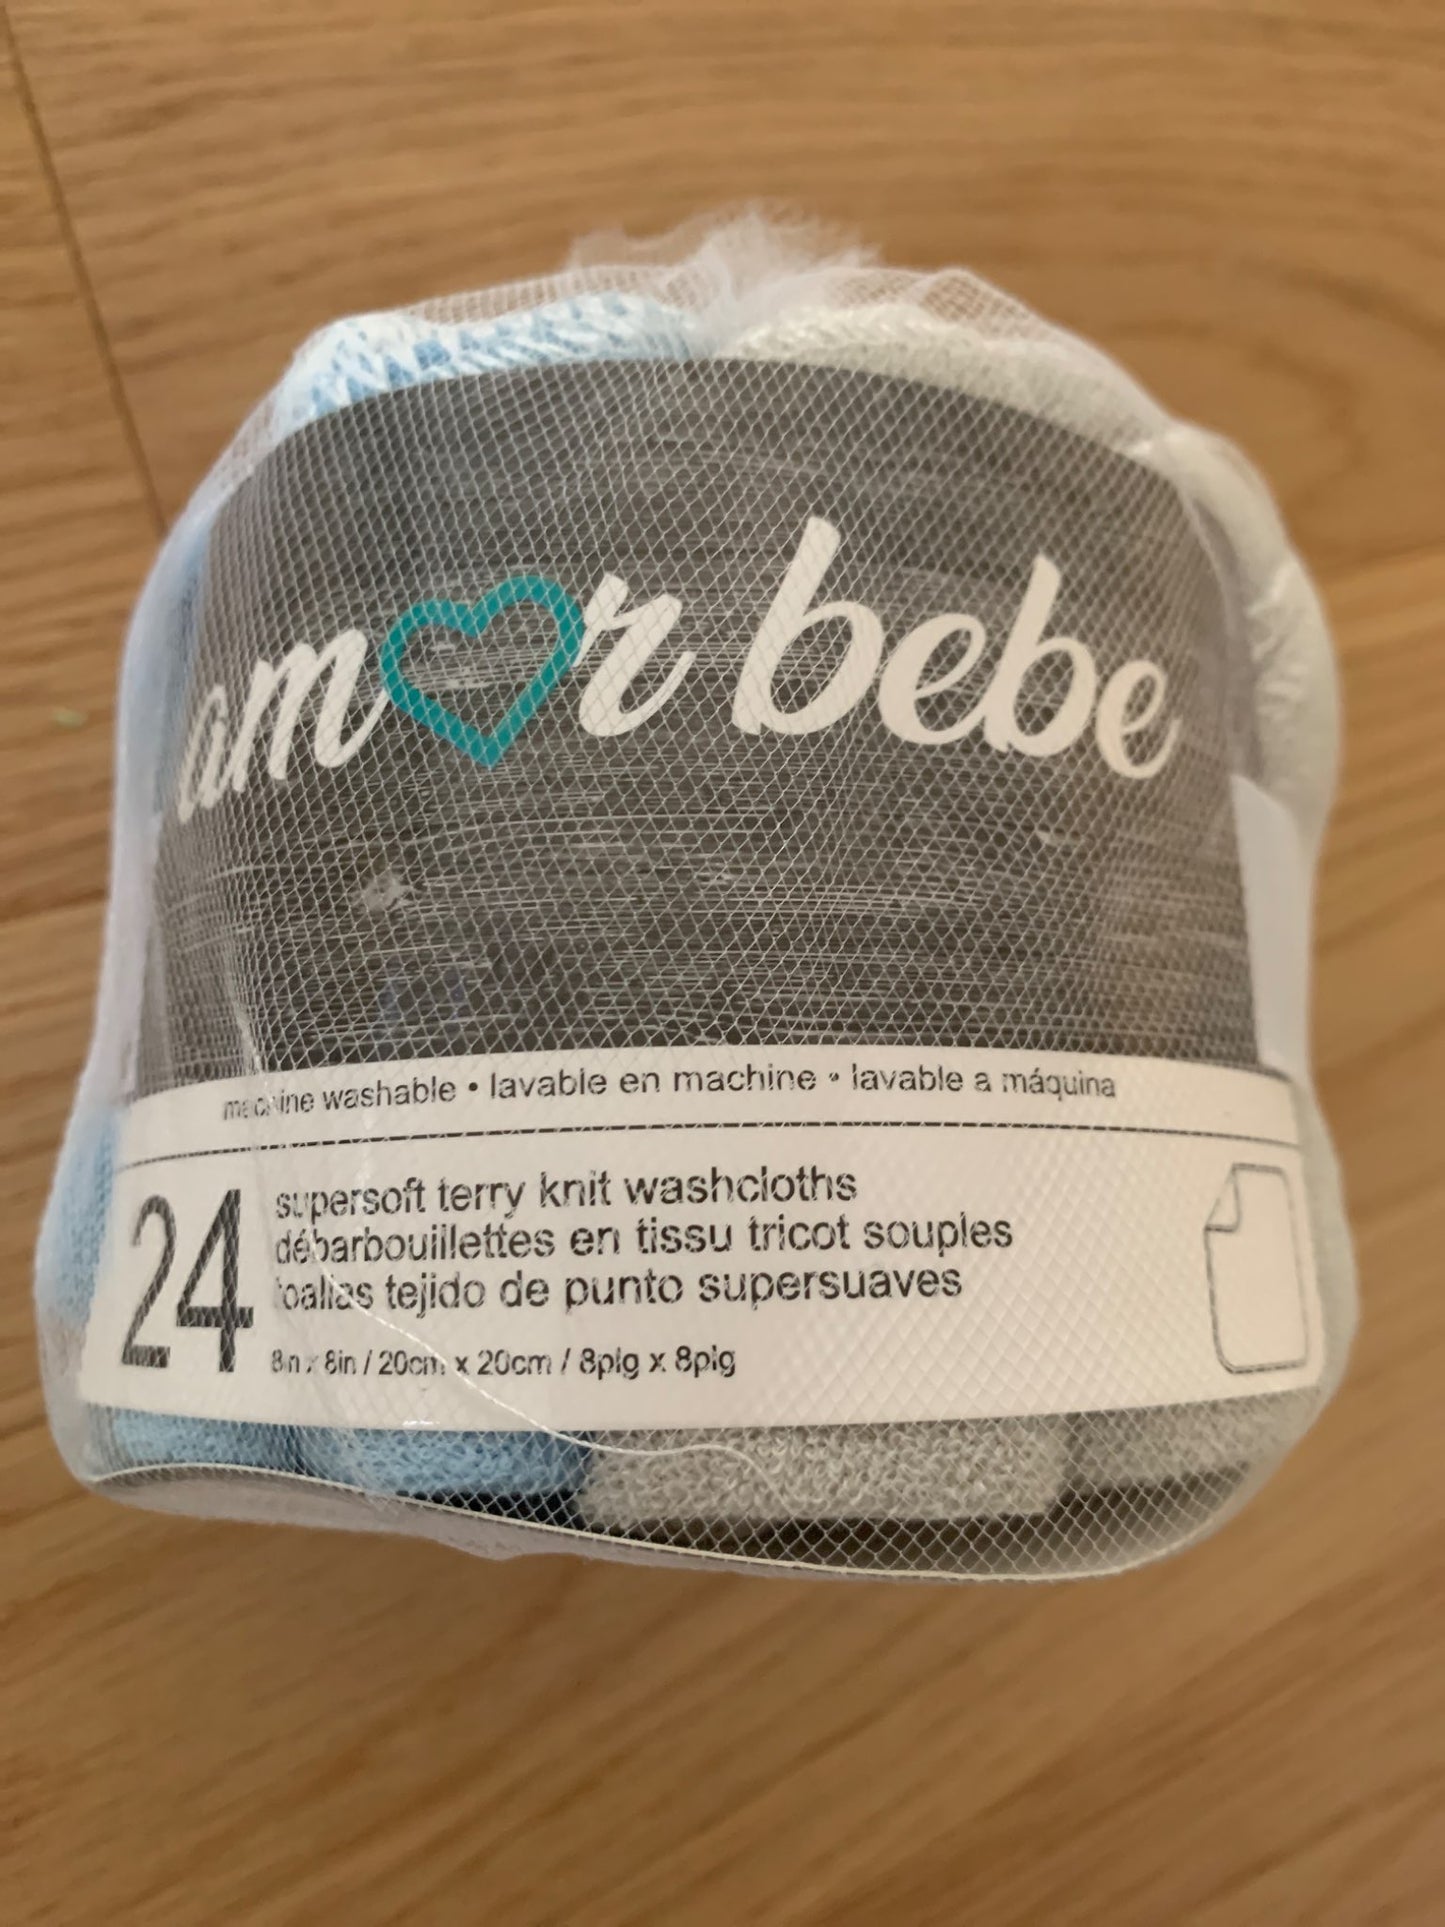 amor bebe
machine washable • lavable en machine • lavable a máquina
24
supersoft terry knit washcloths
débarbouillettes en tissu tricot souples
toallas tejido de punto supersuaves
8in x 8in / 20cm x 20cm / 8plg x 8plg